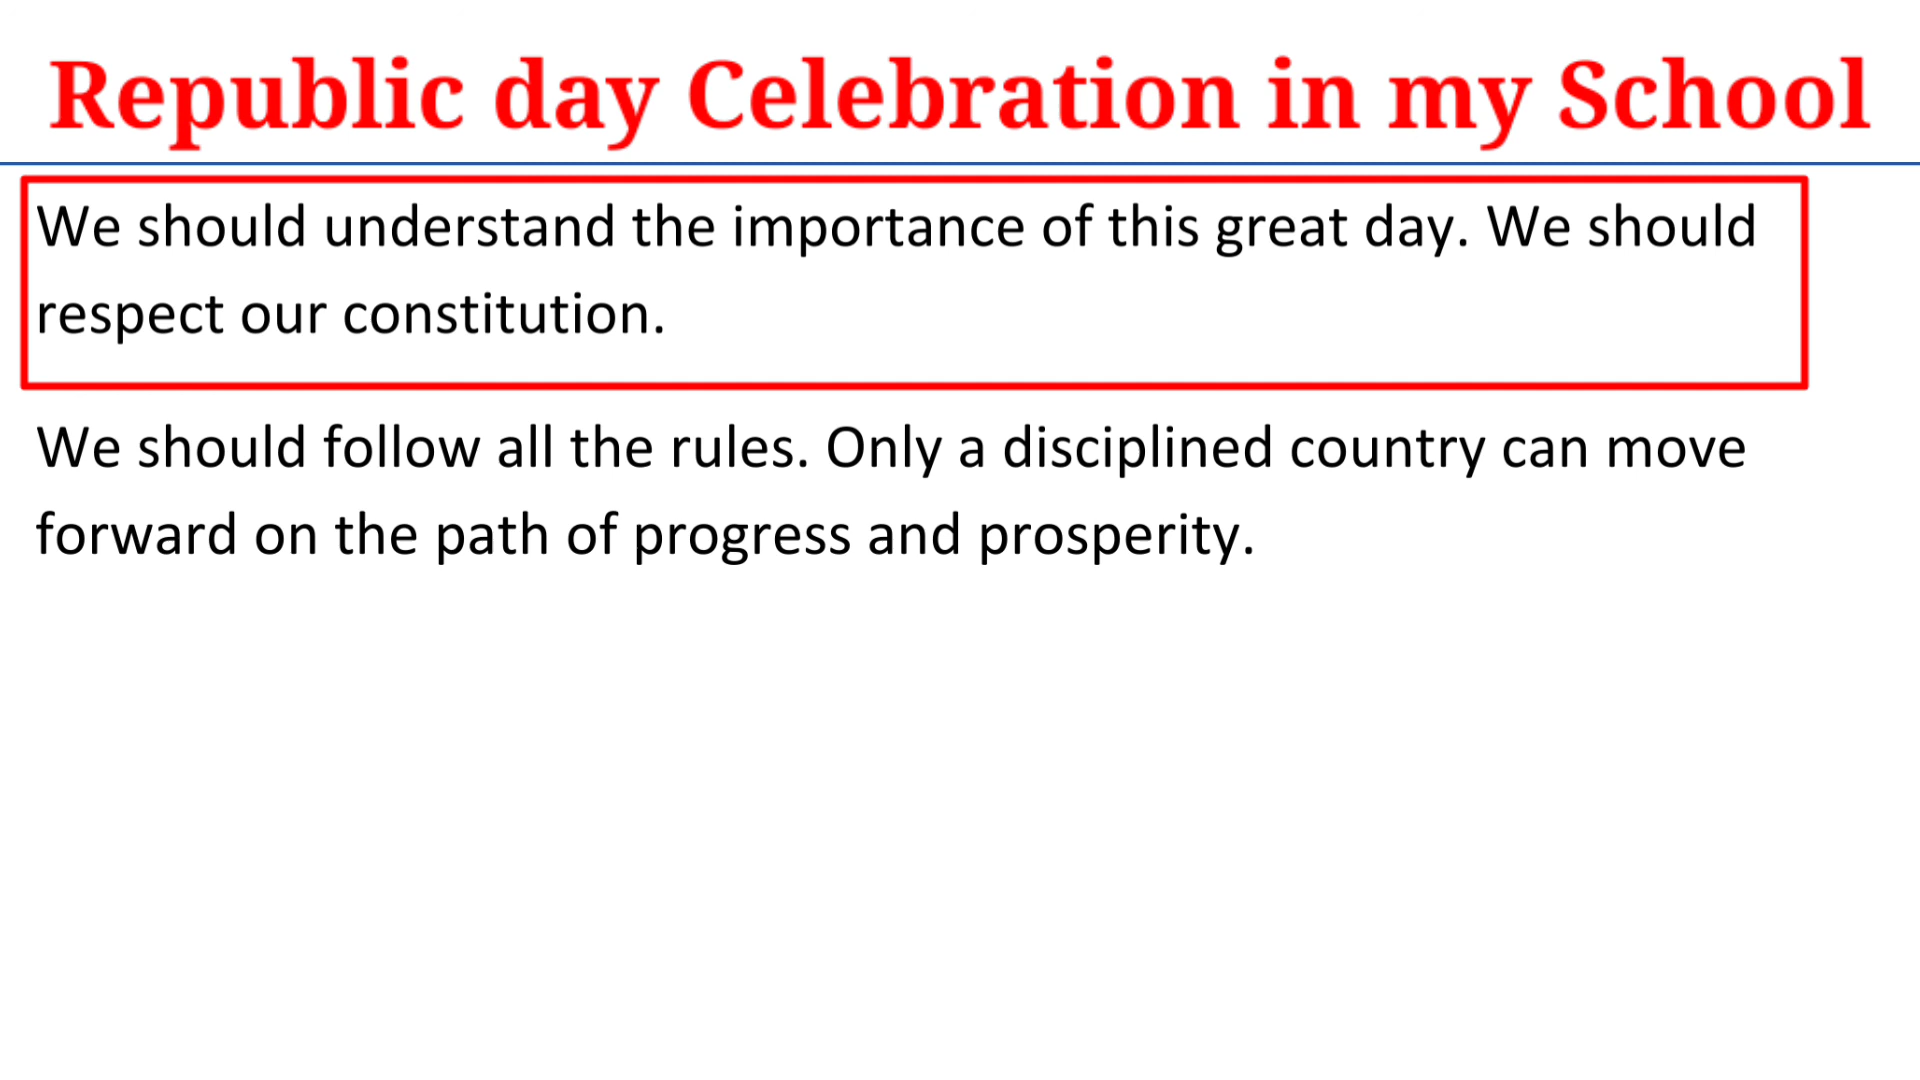 Republic day Celebration in my School
We should understand the importance of this great day. We should
respect our constitution.
We should follow all the rules. Only a disciplined country can move
forward on the path of progress and prosperity.